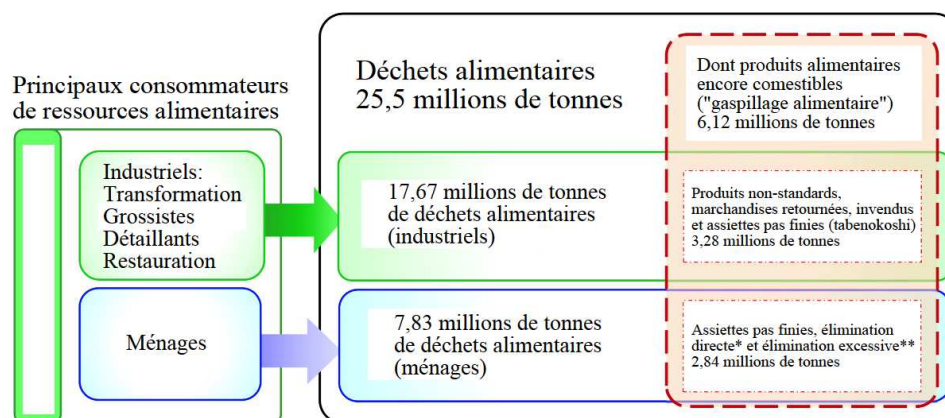 Principaux consommateurs
de ressources alimentaires
Industriels:
Transformation
Grossistes
Détaillants
Restauration
Ménages
Déchets alimentaires
25,5 millions de tonnes
17,67 millions de tonnes
de déchets alimentaires
(industriels)
7,83 millions de tonnes
de déchets alimentaires
(ménages)
Dont produits alimentaires
encore comestibles
("gaspillage alimentaire")
6,12 millions de tonnes
Produits non-standards,
marchandises retournées, invendus
et assiettes pas finies (tabenokoshi)
3,28 millions de tonnes
Assiettes pas finies, élimination
directe* et élimination excessive**
2,84 millions de tonnes